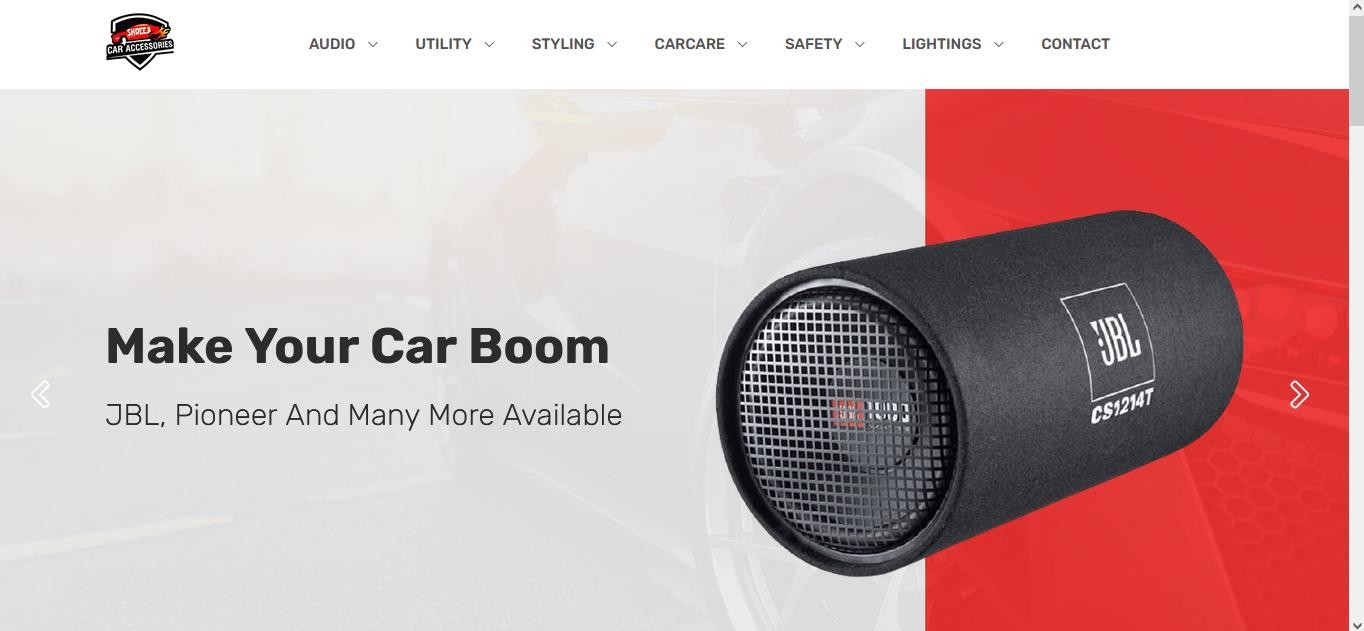 SHREEJI
CAR ACCESSORIES
AUDIO
UTILITY
STYLING
CARCARE
SAFETY
LIGHTINGS
CONTACT
Make Your Car Boom
JBL, Pioneer And Many More Available
JBL
CS1214T